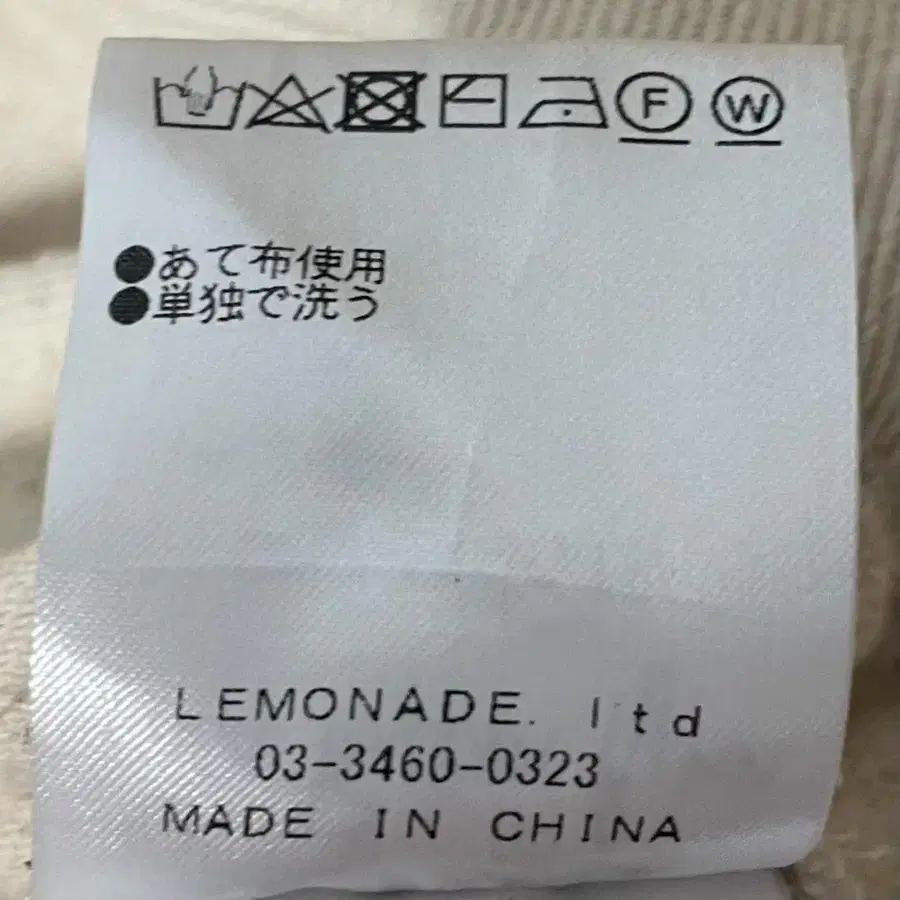 F W
●あて布使用
●単独で洗う
LEMONADE. ltd
03-3460-0323
MADE IN CHINA